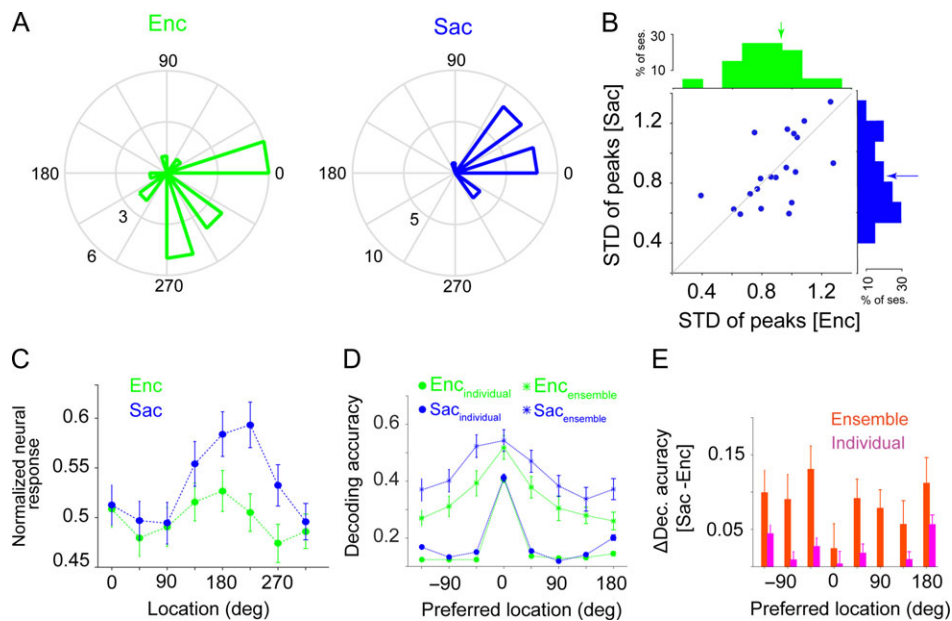 A
Enc
90
180
0
3
6
270
Sac
90
180
0
5
10
270
B
% of ses.
30
10
STD of peaks [Sac]
1.2
0.8
0.4
0.4 0.8 1.2
STD of peaks [Enc]
10 30
% of ses.
C
Enc
Sac
Normalized neural
response
0.6
0.55
0.5
0.45
0 90 180 270
Location (deg)
D
Enc individual Enc ensemble
Sac individual Sac ensemble
Decoding accuracy
0.6
0.4
0.2
−90 0 90 180
Preferred location (deg)
E
Ensemble
Individual
ΔDec. acuracy
[Sac -Enc]
0.15
0.05
−90 0 90 180
Preferred location (deg)